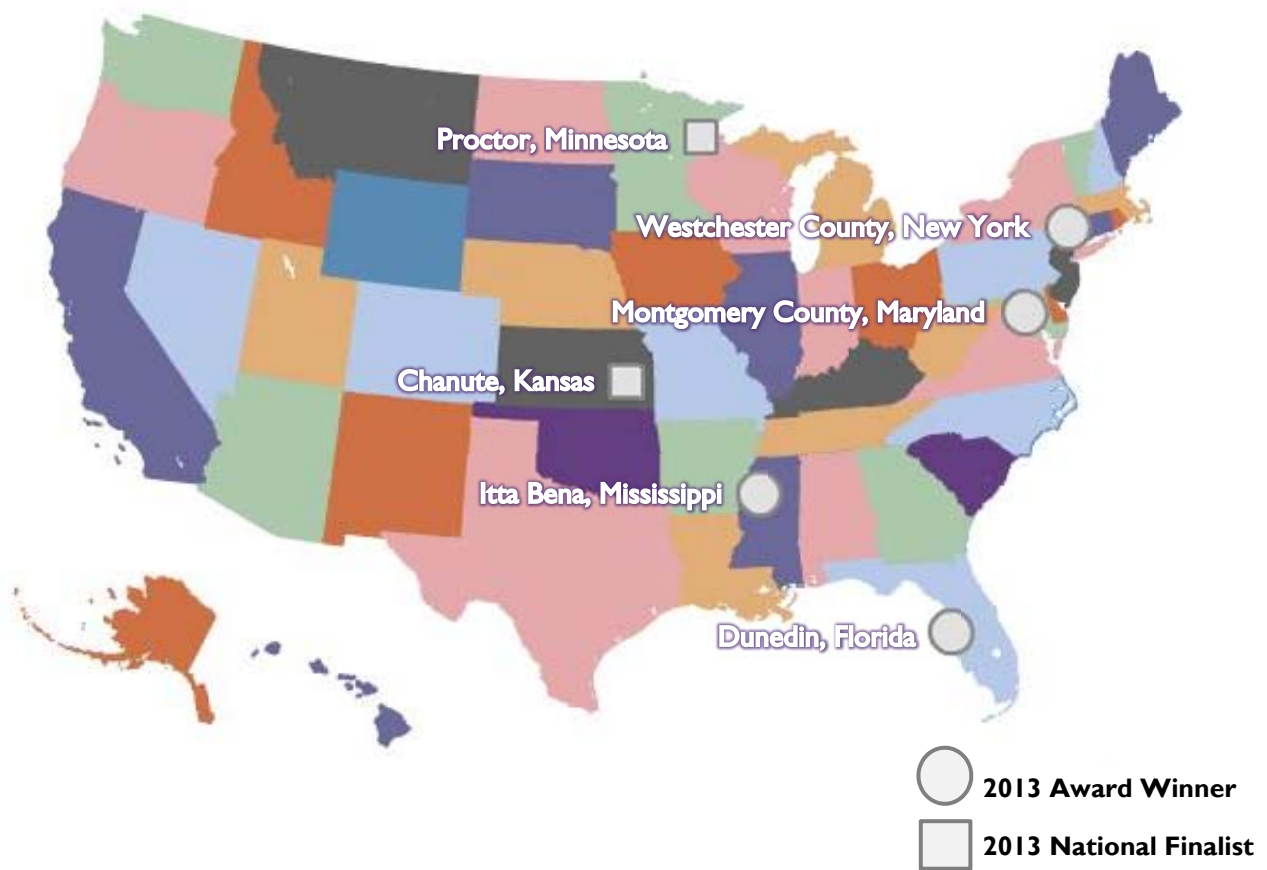 Proctor, Minnesota
Westchester County, New York
Montgomery County, Maryland
Chanute, Kansas
Itta Bena, Mississippi
Dunedin, Florida
2013 Award Winner
2013 National Finalist